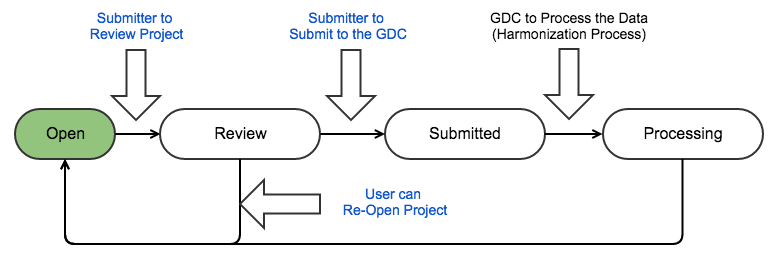 Submitter to
Review Project
Submitter to
Submit to the GDC
GDC to Process the Data
(Harmonization Process)
Open
Review
Submitted
Processing
User can
Re-Open Project